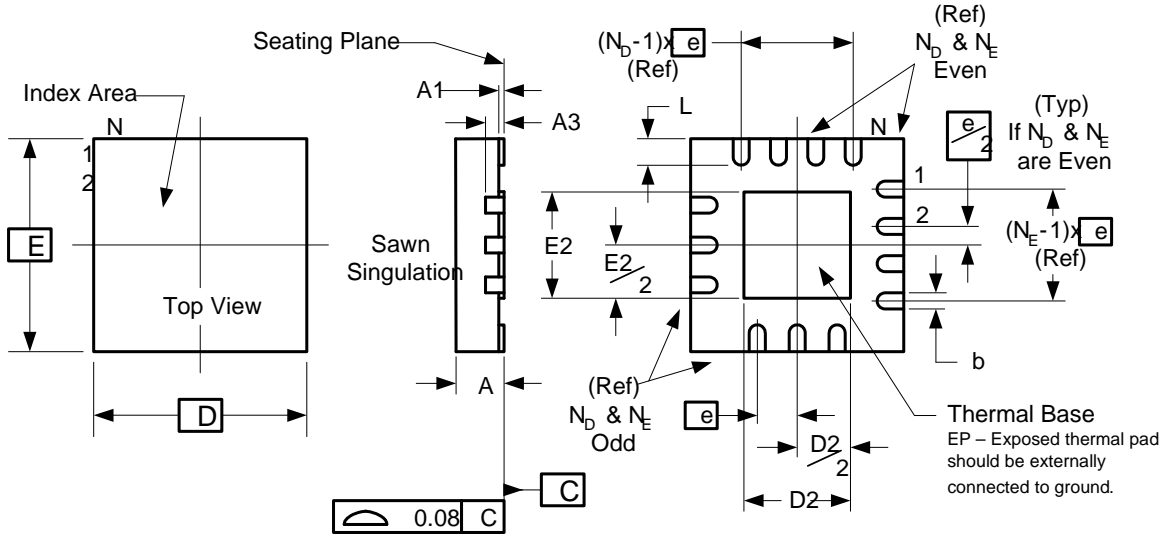 Seating Plane
Index Area
N
1
2
E
Top View
D
A1
A3
Sawn
Singulation
A
C
0.08 C
(N_D-1)x e
(Ref)
L
(Ref)
N_D & N_E
Even
N
e/2
(Typ)
If N_D & N_E
are Even
1
2
(N_E-1)x e
(Ref)
E2
E2/2
b
(Ref)
N_D & N_E
Odd
e
D2/2
D2
Thermal Base
EP – Exposed thermal pad
should be externally
connected to ground.